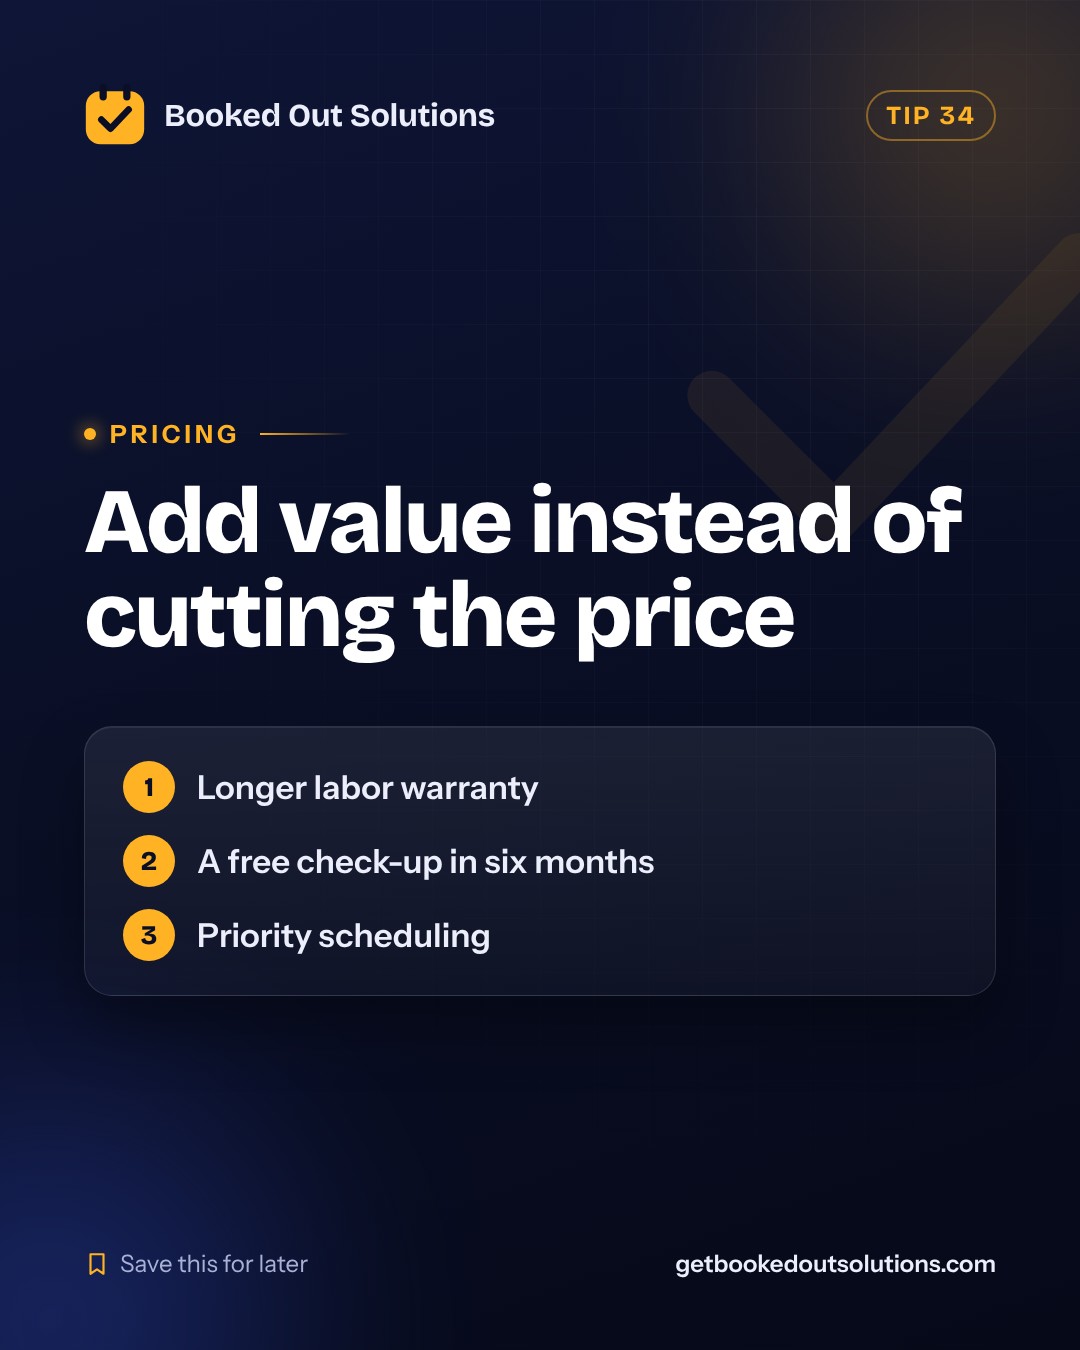 Booked Out Solutions
TIP 34
PRICING
Add value instead of
cutting the price
1 Longer labor warranty
2 A free check-up in six months
3 Priority scheduling
Save this for later
getbookedoutsolutions.com